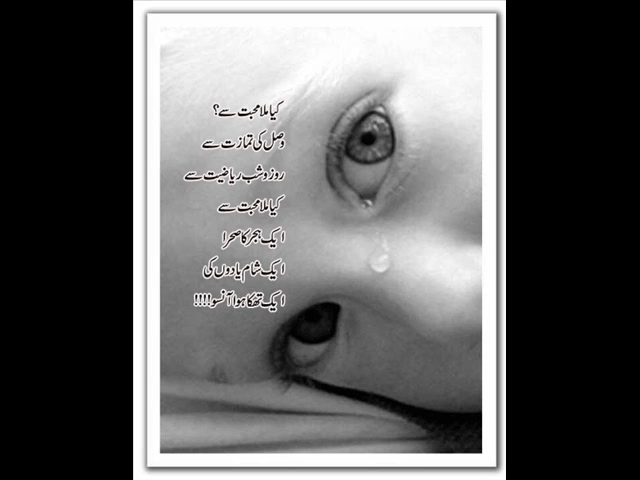 کیا ملا محبت سے؟
وصل کی تمازت سے
روز و شب ریاضیت سے
کیا ملا محبت سے
ایک ہجر کا صحرا
ایک شام یادوں کی
ایک تھکا ہوا آنسو!!!!